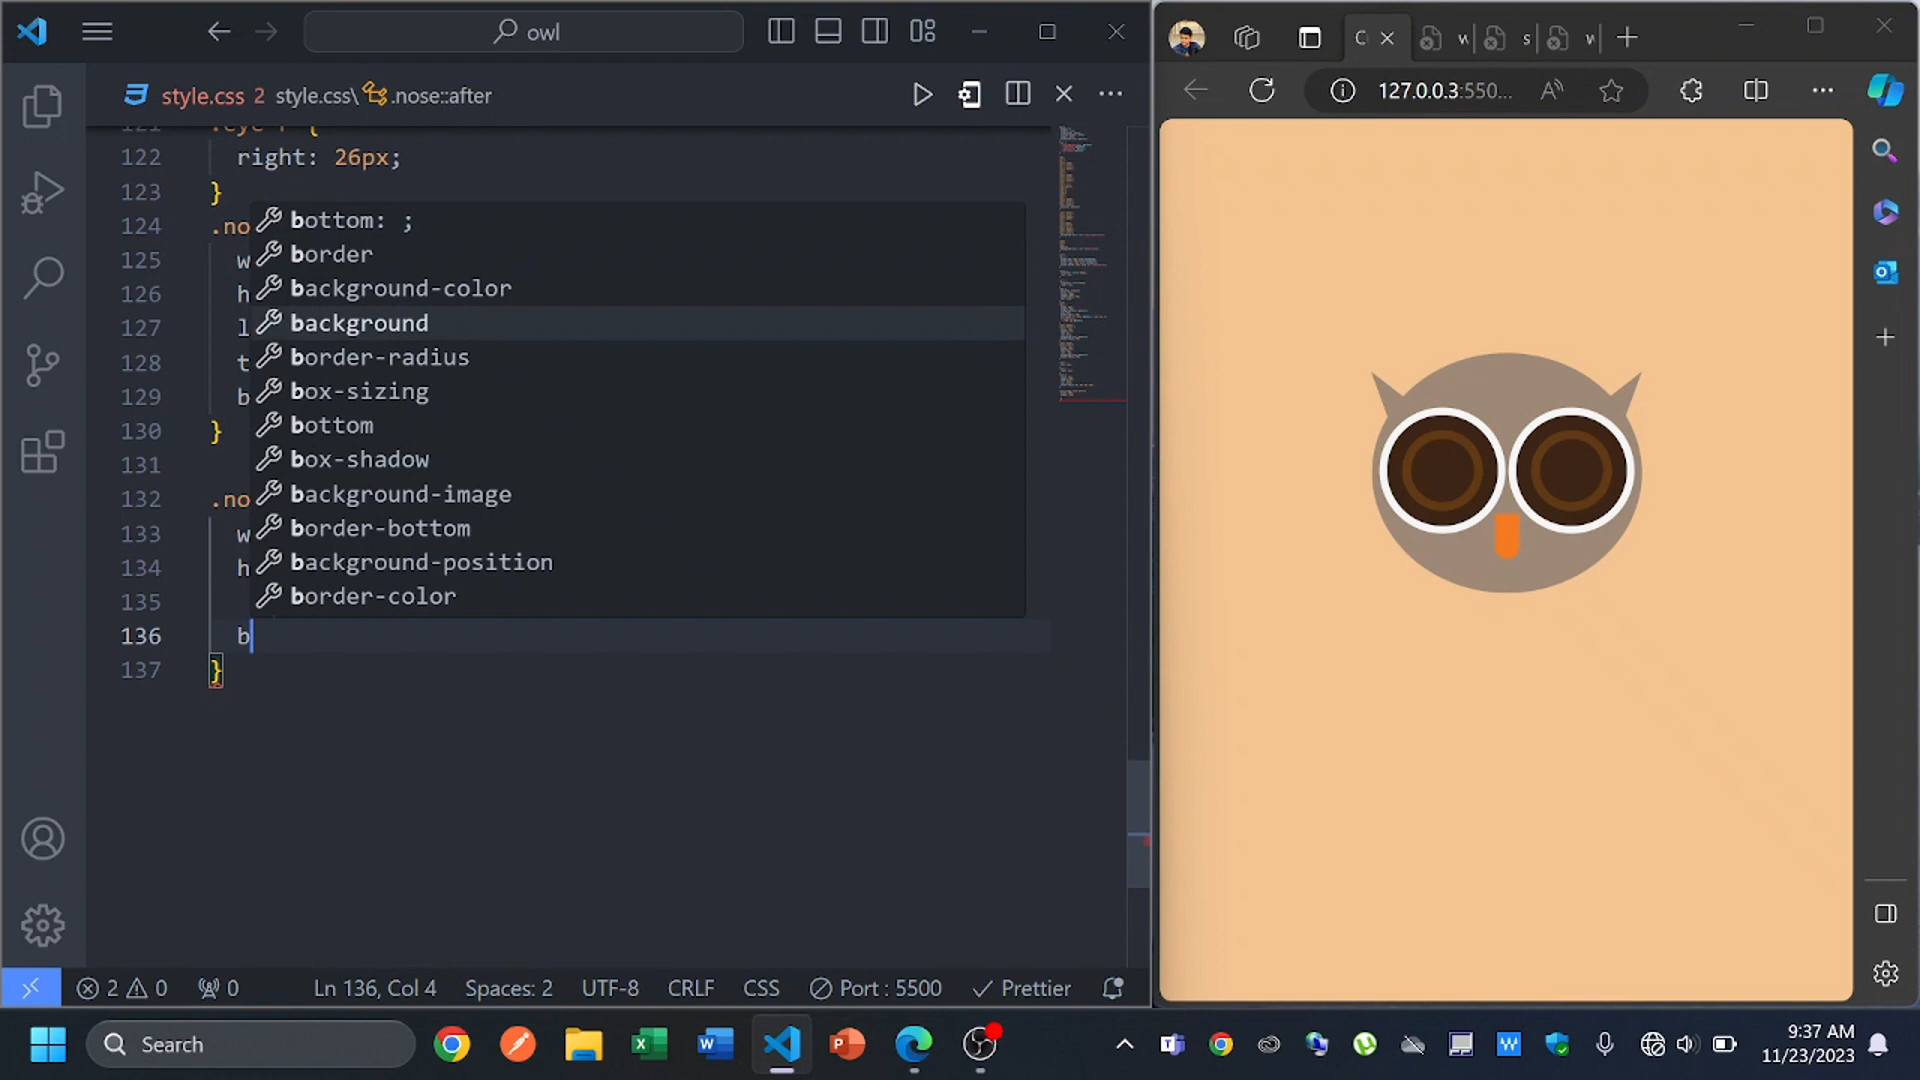 owl
style.css 2 style.css\ .nose::after
122 right: 26px;
123 }
124 .no
125 w
126 h
127 l
128 t
129 b
130 }
131
132 .no
133 w
134 h
135
136 b
137 }
bottom: ;
border
background-color
background
border-radius
box-sizing
bottom
box-shadow
background-image
border-bottom
background-position
border-color
2 0 0 Ln 136, Col 4 Spaces: 2 UTF-8 CRLF CSS Port : 5500 Prettier
127.0.0.3:550...
Search
9:37 AM
11/23/2023